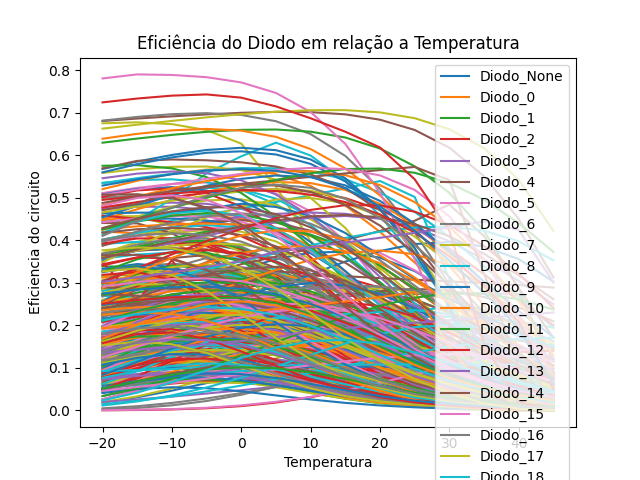 Eficiência do Diodo em relação a Temperatura
Eficiencia do circuito
0.8
0.7
0.6
0.5
0.4
0.3
0.2
0.1
0.0
−20
−10
0
10
20
30
40
Temperatura
Diodo_None
Diodo_0
Diodo_1
Diodo_2
Diodo_3
Diodo_4
Diodo_5
Diodo_6
Diodo_7
Diodo_8
Diodo_9
Diodo_10
Diodo_11
Diodo_12
Diodo_13
Diodo_14
Diodo_15
Diodo_16
Diodo_17
Diodo_18